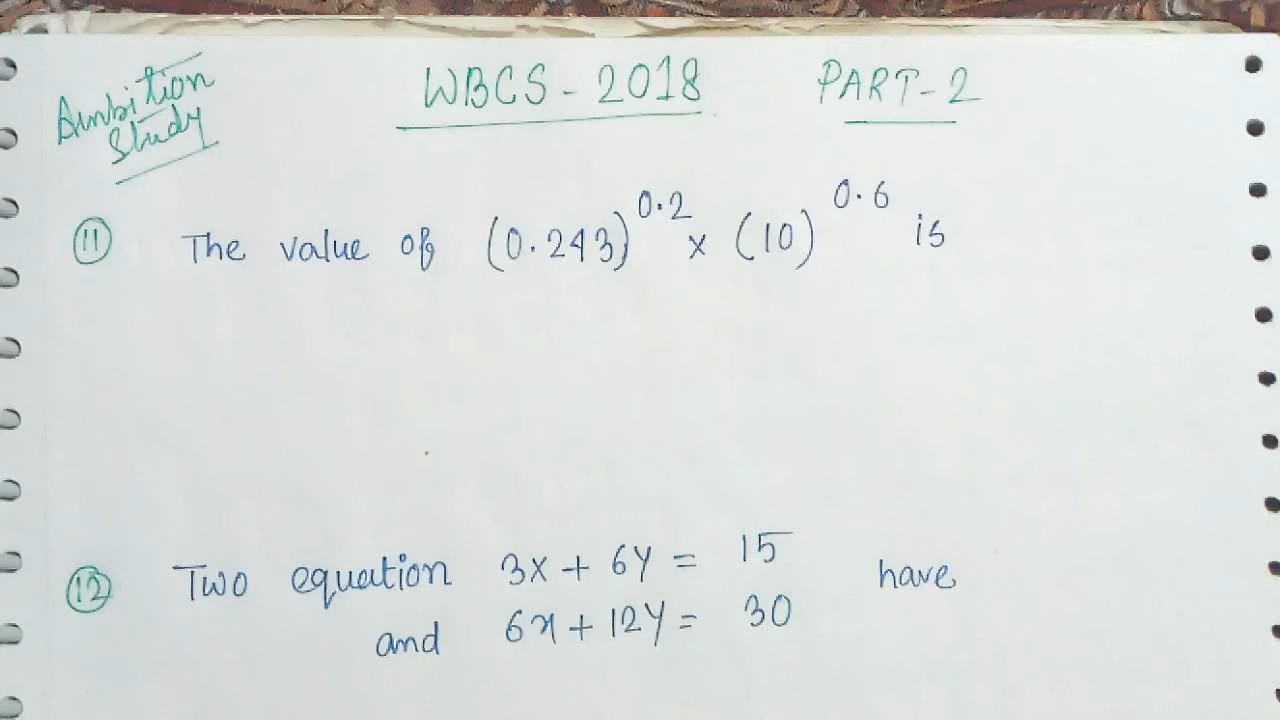 Ambition
Study
WBCS - 2018 PART-2
(11) The value of (0.243)^0.2 x (10)^0.6 is
(12) Two equation 3x + 6y = 15 have
and 6x + 12y = 30